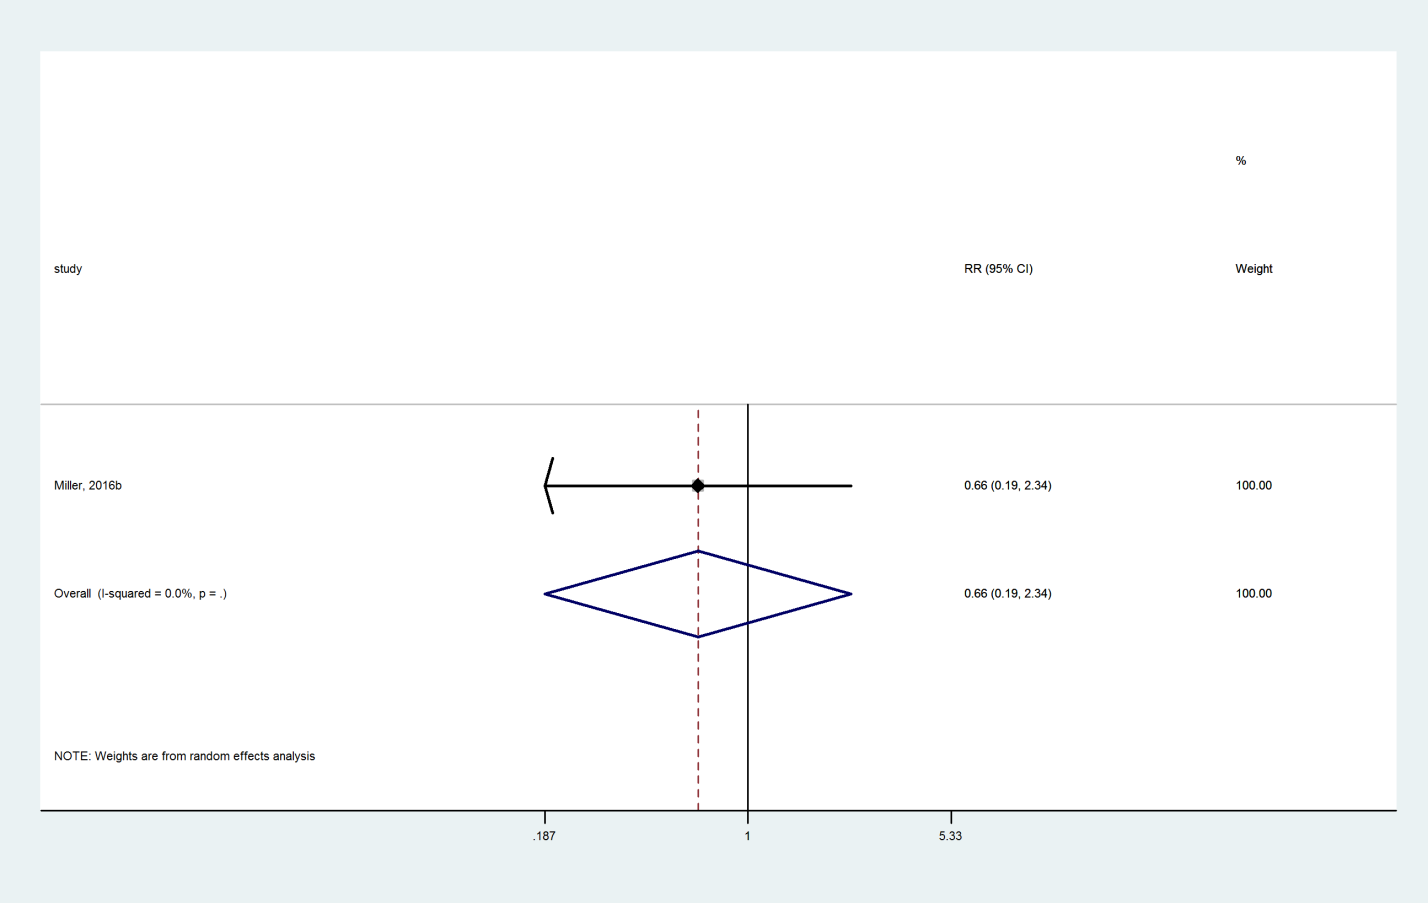 %
study RR (95% CI) Weight
Miller, 2016b 0.66 (0.19, 2.34) 100.00
Overall (I-squared = 0.0%, p = .) 0.66 (0.19, 2.34) 100.00
NOTE: Weights are from random effects analysis
.187 1 5.33